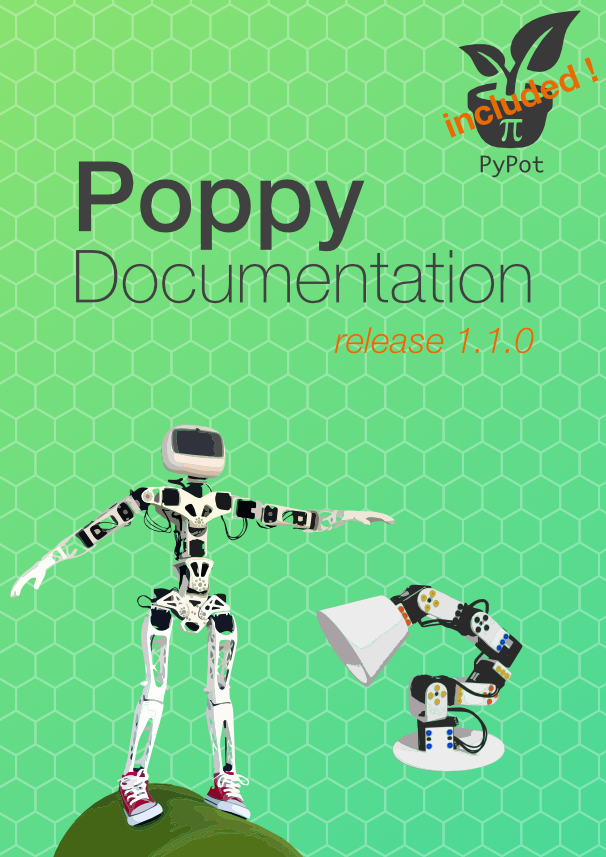 included !
π
PyPot
Poppy
Documentation
release 1.1.0